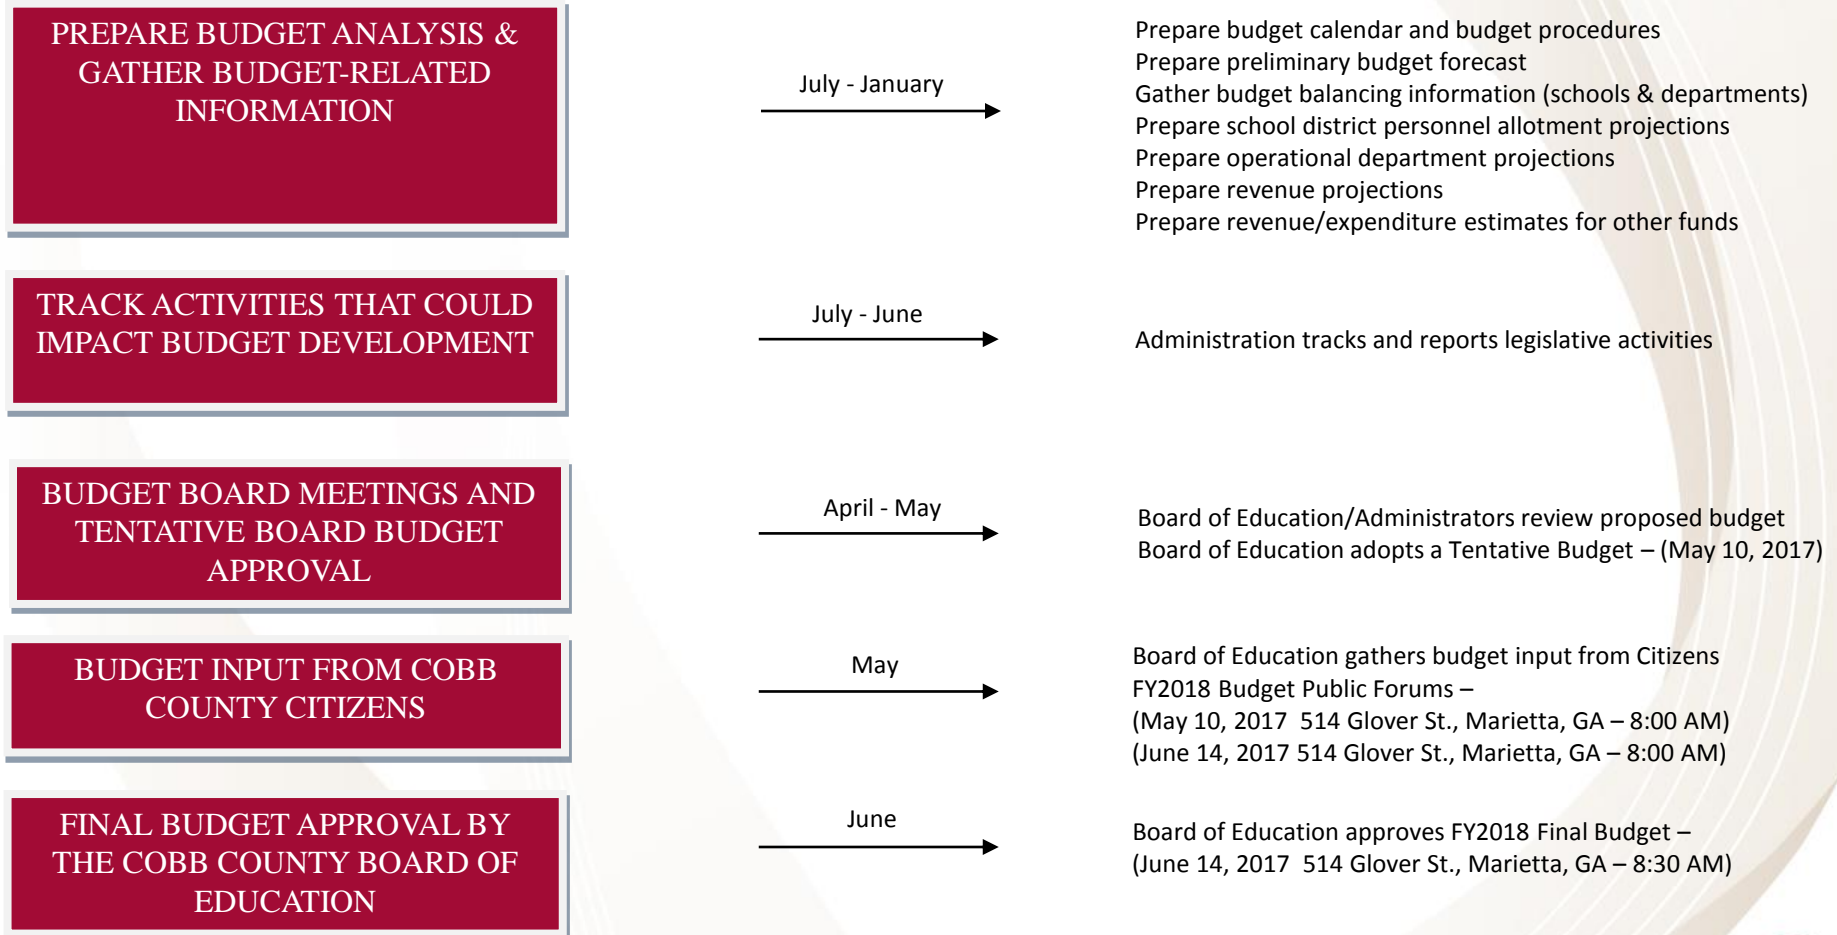 PREPARE BUDGET ANALYSIS &
GATHER BUDGET-RELATED
INFORMATION
July - January
Prepare budget calendar and budget procedures
Prepare preliminary budget forecast
Gather budget balancing information (schools & departments)
Prepare school district personnel allotment projections
Prepare operational department projections
Prepare revenue projections
Prepare revenue/expenditure estimates for other funds
TRACK ACTIVITIES THAT COULD
IMPACT BUDGET DEVELOPMENT
July - June
Administration tracks and reports legislative activities
BUDGET BOARD MEETINGS AND
TENTATIVE BOARD BUDGET
APPROVAL
April - May
Board of Education/Administrators review proposed budget
Board of Education adopts a Tentative Budget – (May 10, 2017)
BUDGET INPUT FROM COBB
COUNTY CITIZENS
May
Board of Education gathers budget input from Citizens
FY2018 Budget Public Forums –
(May 10, 2017  514 Glover St., Marietta, GA – 8:00 AM)
(June 14, 2017 514 Glover St., Marietta, GA – 8:00 AM)
FINAL BUDGET APPROVAL BY
THE COBB COUNTY BOARD OF
EDUCATION
June
Board of Education approves FY2018 Final Budget –
(June 14, 2017  514 Glover St., Marietta, GA – 8:30 AM)